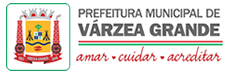 PREFEITURA MUNICIPAL DE
VÁRZEA GRANDE
amar · cuidar · acreditar